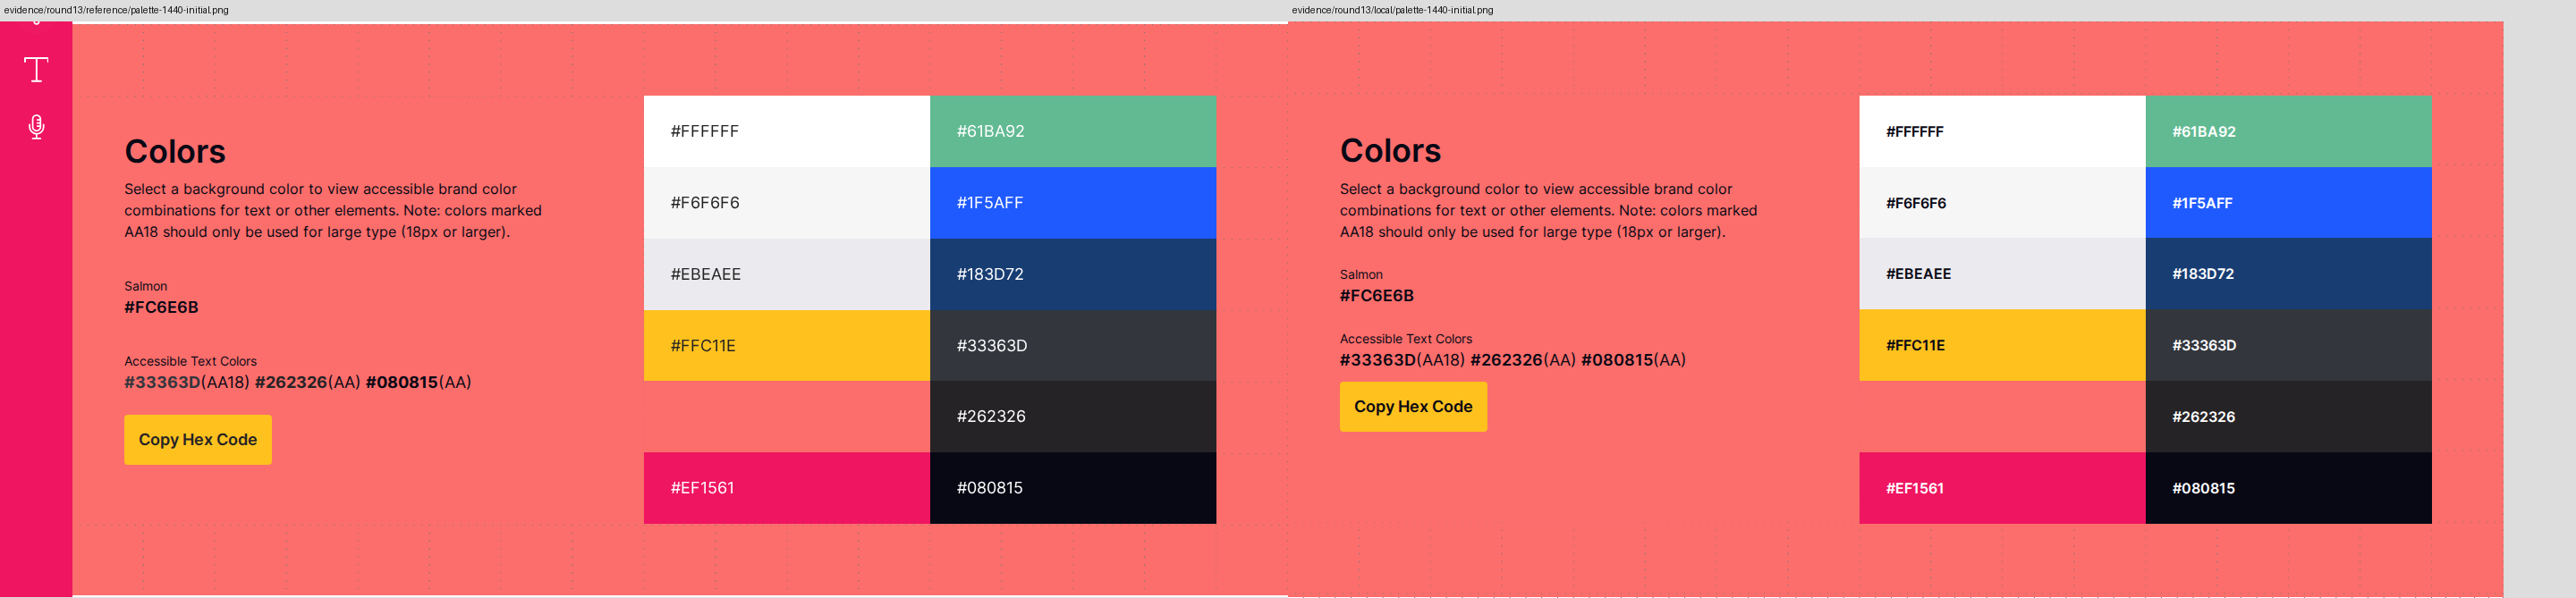 evidence/round13/reference/palette-1440-initial.png
Colors
Select a background color to view accessible brand color
combinations for text or other elements. Note: colors marked
AA18 should only be used for large type (18px or larger).
Salmon
#FC6E6B
Accessible Text Colors
#33363D(AA18) #262326(AA) #080815(AA)
Copy Hex Code
#FFFFFF
#61BA92
#F6F6F6
#1F5AFF
#EBEAEE
#183D72
#FFC11E
#33363D
#262326
#EF1561
#080815
evidence/round13/local/palette-1440-initial.png
Colors
Select a background color to view accessible brand color
combinations for text or other elements. Note: colors marked
AA18 should only be used for large type (18px or larger).
Salmon
#FC6E6B
Accessible Text Colors
#33363D(AA18) #262326(AA) #080815(AA)
Copy Hex Code
#FFFFFF
#61BA92
#F6F6F6
#1F5AFF
#EBEAEE
#183D72
#FFC11E
#33363D
#262326
#EF1561
#080815